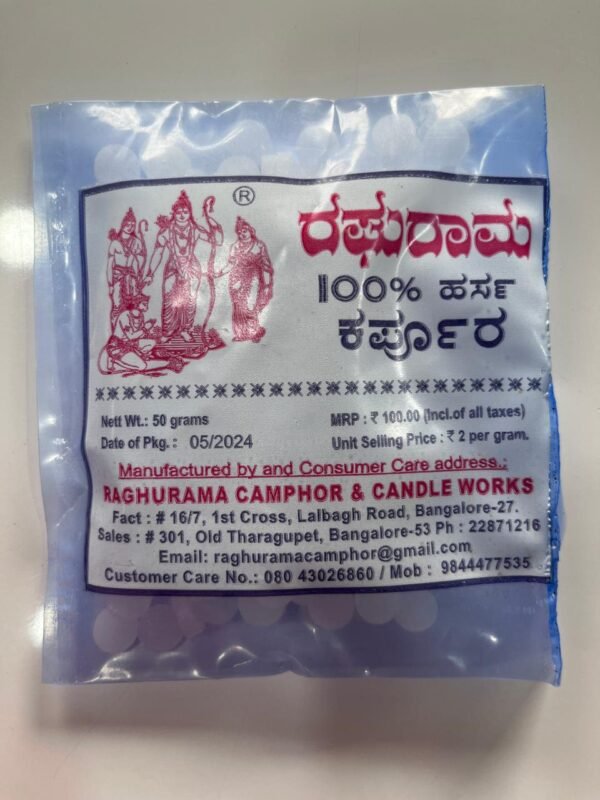 ®
ರಘುರಾಮ
100% ಹರ್ಸ
ಕರ್ಪೂರ
Nett Wt.: 50 grams
MRP : ₹ 100.00 (Incl.of all taxes)
Date of Pkg.: 05/2024
Unit Selling Price : ₹ 2 per gram.
Manufactured by and Consumer Care address.:
RAGHURAMA CAMPHOR & CANDLE WORKS
Fact : # 16/7, 1st Cross, Lalbagh Road, Bangalore-27.
Sales : # 301, Old Tharagupet, Bangalore-53 Ph : 22871216
Email: raghuramacamphor@gmail.com
Customer Care No.: 080 43026860 / Mob : 9844477535